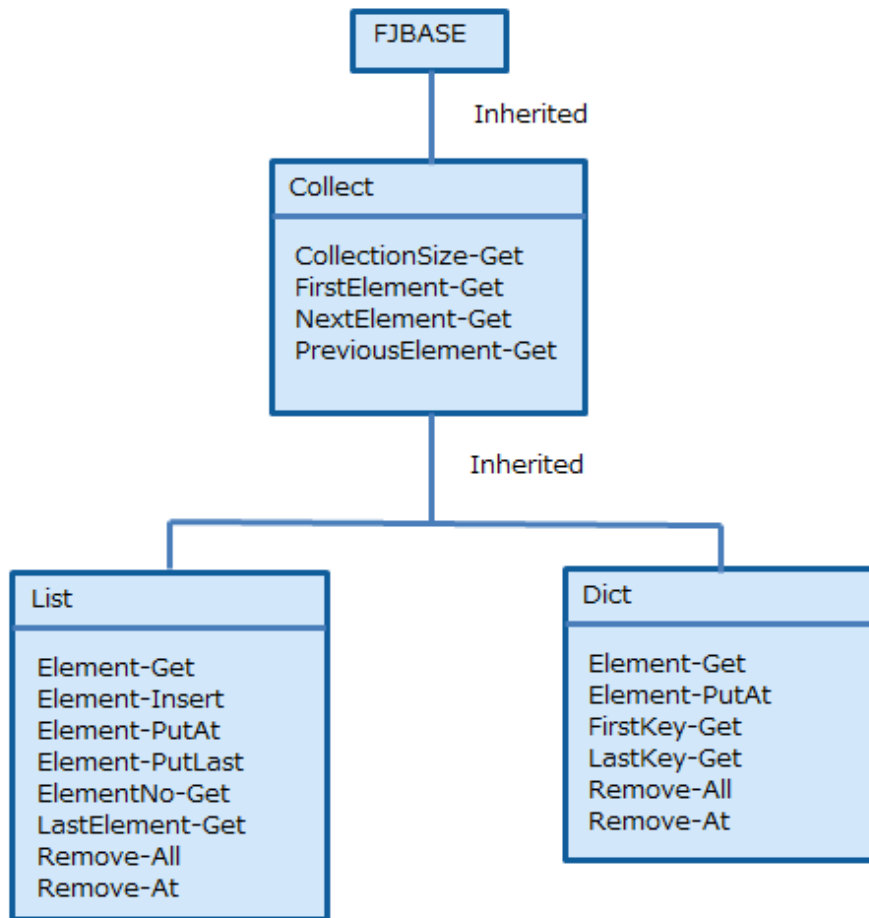 FJBASE
Inherited
Collect
CollectionSize-Get
FirstElement-Get
NextElement-Get
PreviousElement-Get
Inherited
List
Element-Get
Element-Insert
Element-PutAt
Element-PutLast
ElementNo-Get
LastElement-Get
Remove-All
Remove-At
Dict
Element-Get
Element-PutAt
FirstKey-Get
LastKey-Get
Remove-All
Remove-At